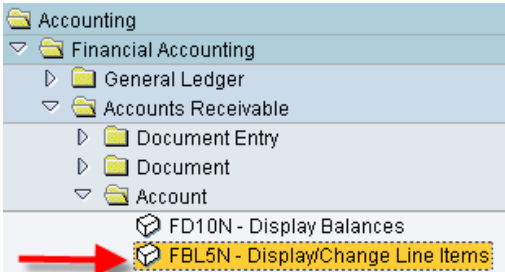 Accounting
Financial Accounting
General Ledger
Accounts Receivable
Document Entry
Document
Account
FD10N - Display Balances
FBL5N - Display/Change Line Items